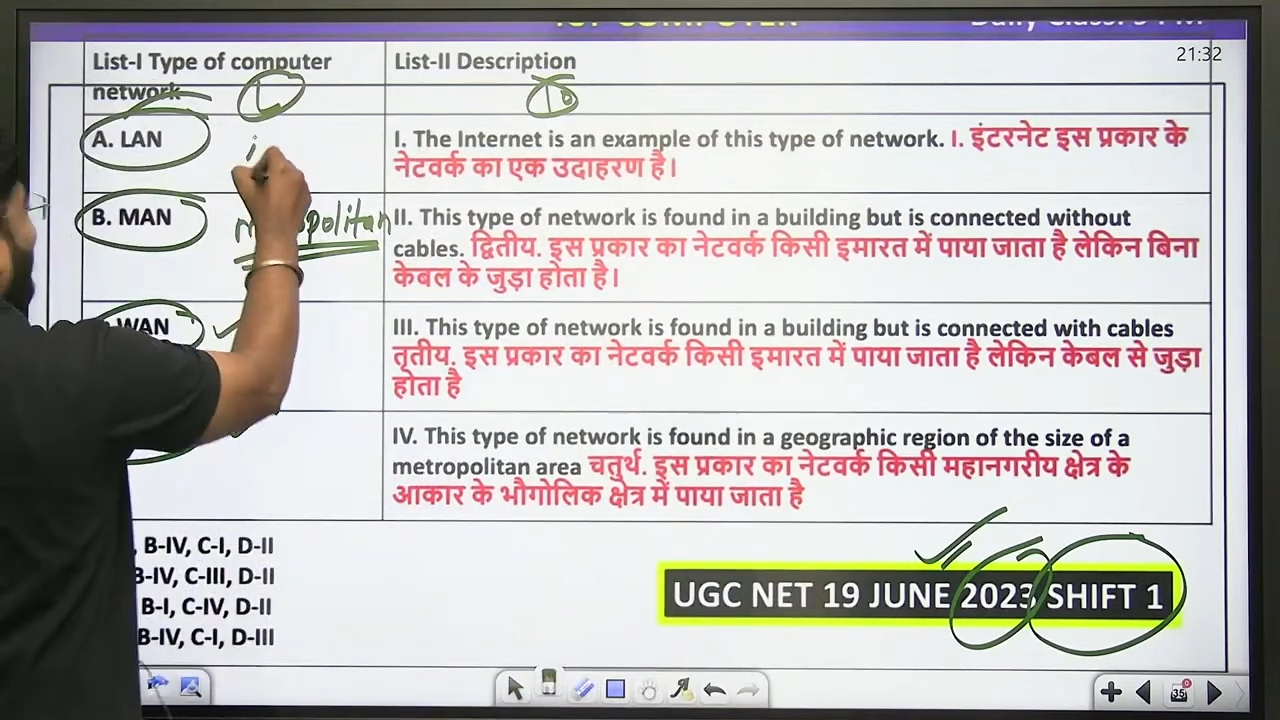 21:32
List-I Type of computer
network
List-II Description
A. LAN
I. The Internet is an example of this type of network. I. इंटरनेट इस प्रकार के
नेटवर्क का एक उदाहरण है।
B. MAN
II. This type of network is found in a building but is connected without
cables. द्वितीय. इस प्रकार का नेटवर्क किसी इमारत में पाया जाता है लेकिन बिना
केबल के जुड़ा होता है।
WAN
III. This type of network is found in a building but is connected with cables
तृतीय. इस प्रकार का नेटवर्क किसी इमारत में पाया जाता है लेकिन केबल से जुड़ा
होता है
IV. This type of network is found in a geographic region of the size of a
metropolitan area चतुर्थ. इस प्रकार का नेटवर्क किसी महानगरीय क्षेत्र के
आकार के भौगोलिक क्षेत्र में पाया जाता है
B-IV, C-I, D-II
B-IV, C-III, D-II
B-I, C-IV, D-II
B-IV, C-I, D-III
UGC NET 19 JUNE 2023 SHIFT 1
35